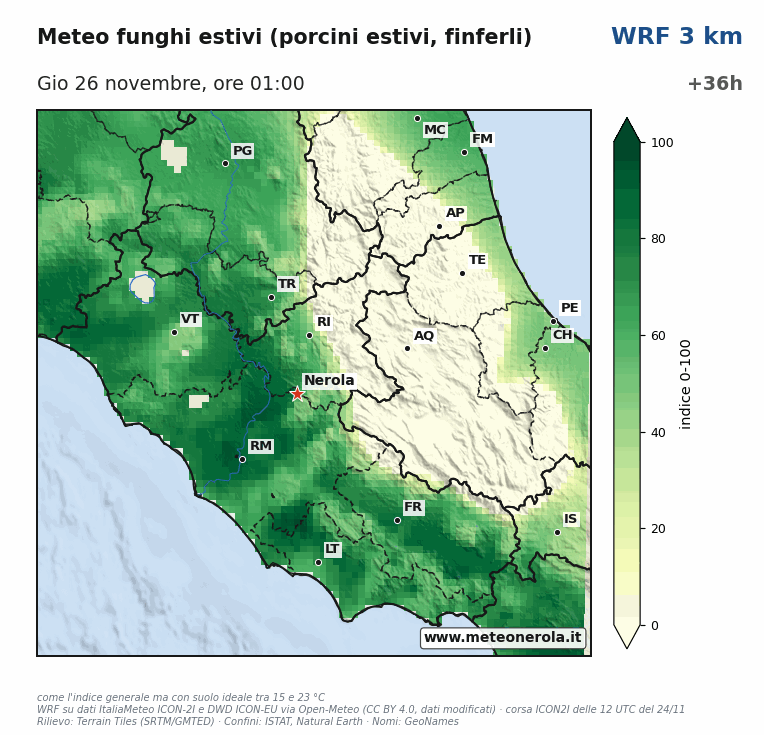 Meteo funghi estivi (porcini estivi, finferli)
WRF 3 km
Gio 26 novembre, ore 01:00
+36h
MC
FM
PG
AP
TE
TR
PE
VT
RI
CH
AQ
Nerola
RM
FR
IS
LT
www.meteonerola.it
100
80
60
40
20
0
indice 0-100
come l'indice generale ma con suolo ideale tra 15 e 23 °C
WRF su dati ItaliaMeteo ICON-2I e DWD ICON-EU via Open-Meteo (CC BY 4.0, dati modificati) · corsa ICON2I delle 12 UTC del 24/11
Rilievo: Terrain Tiles (SRTM/GMTED) · Confini: ISTAT, Natural Earth · Nomi: GeoNames